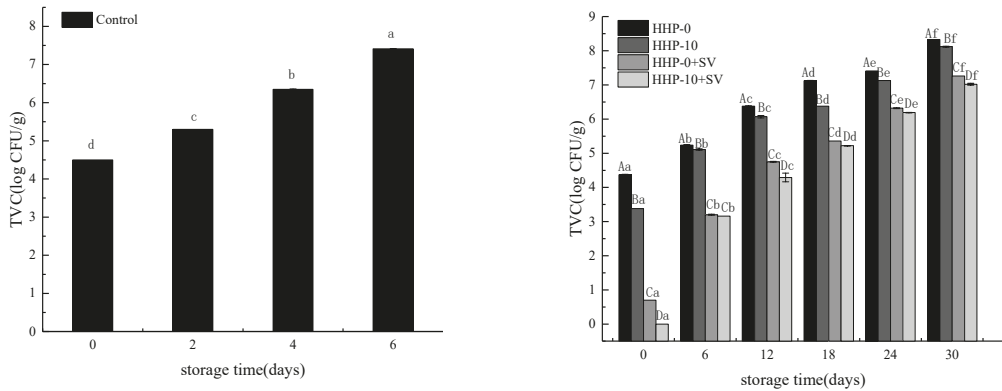 Control
TVC(log CFU/g)
8
7
6
5
4
3
2
1
0
d
c
b
a
0 2 4 6
storage time(days)
HHP-0
HHP-10
HHP-0+SV
HHP-10+SV
TVC(log CFU/g)
9
8
7
6
5
4
3
2
1
0
Aa Ba Ca Da
Ab Bb Cb Cb
Ac Bc Cc Dc
Ad Bd Cd Dd
Ae Be Ce De
Af Bf Cf Df
0 6 12 18 24 30
storage time(days)